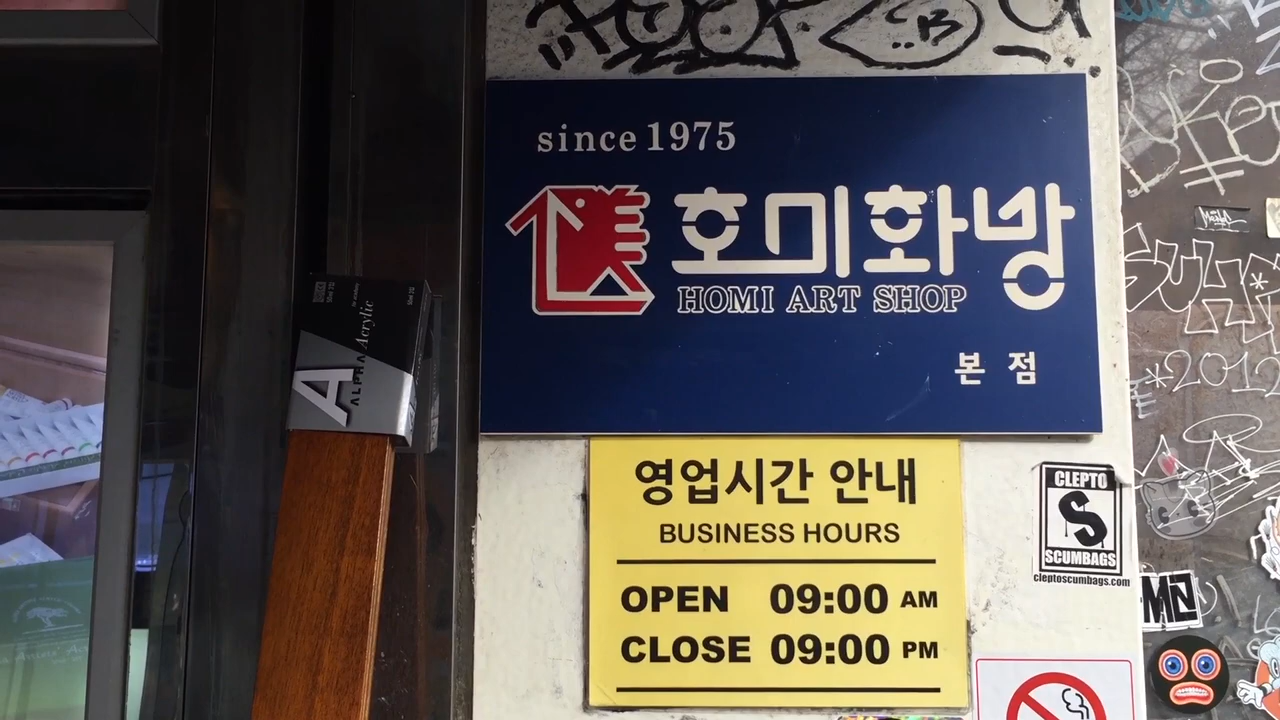 since 1975
호미화방
HOMI ART SHOP
본 점
영업시간 안내
BUSINESS HOURS
OPEN 09:00 AM
CLOSE 09:00 PM
A
ALPHA Acrylic
CLEPTO
S
SCUMBAGS
cleptoscumbags.com
*2012